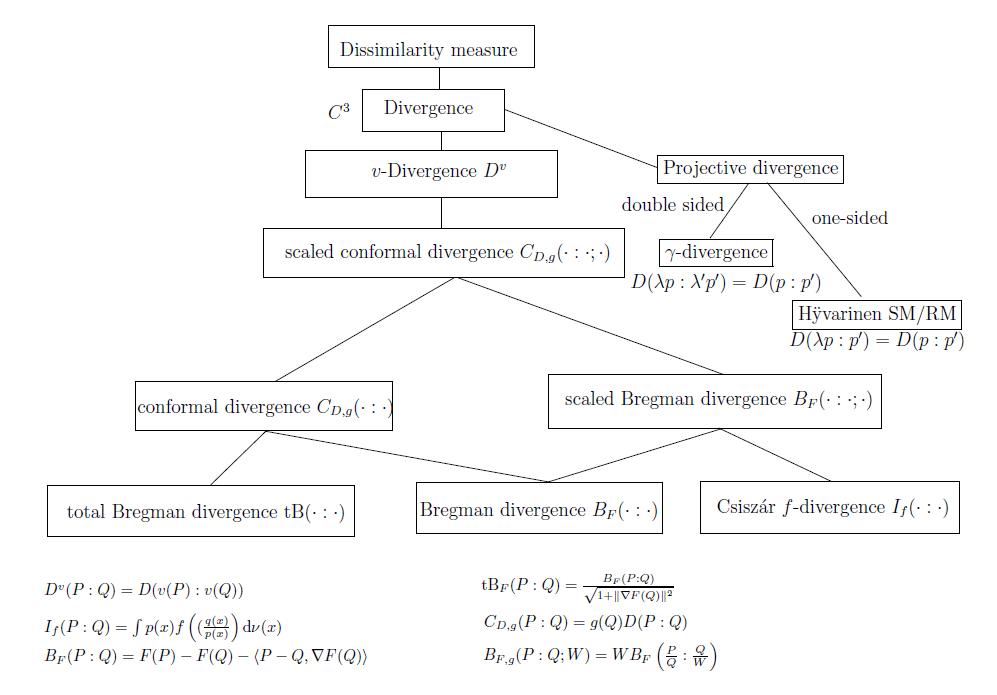 Dissimilarity measure
C³ Divergence
v-Divergence Dᵛ
Projective divergence
double sided
one-sided
scaled conformal divergence C_{D,g}(· : ·; ·)
γ-divergence
D(λp : λ′p′) = D(p : p′)
Hÿvarinen SM/RM
D(λp : p′) = D(p : p′)
conformal divergence C_{D,g}(· : ·)
scaled Bregman divergence B_F(· : ·; ·)
total Bregman divergence tB(· : ·)
Bregman divergence B_F(· : ·)
Csiszár f-divergence I_f(· : ·)
Dᵛ(P : Q) = D(v(P) : v(Q))
I_f(P : Q) = ∫ p(x)f((q(x)/p(x)) dν(x)
B_F(P : Q) = F(P) − F(Q) − ⟨P − Q, ∇F(Q)⟩
tB_F(P : Q) = B_F(P:Q)/√(1+‖∇F(Q)‖²)
C_{D,g}(P : Q) = g(Q)D(P : Q)
B_{F,g}(P : Q; W) = W B_F(P/Q : Q/W)